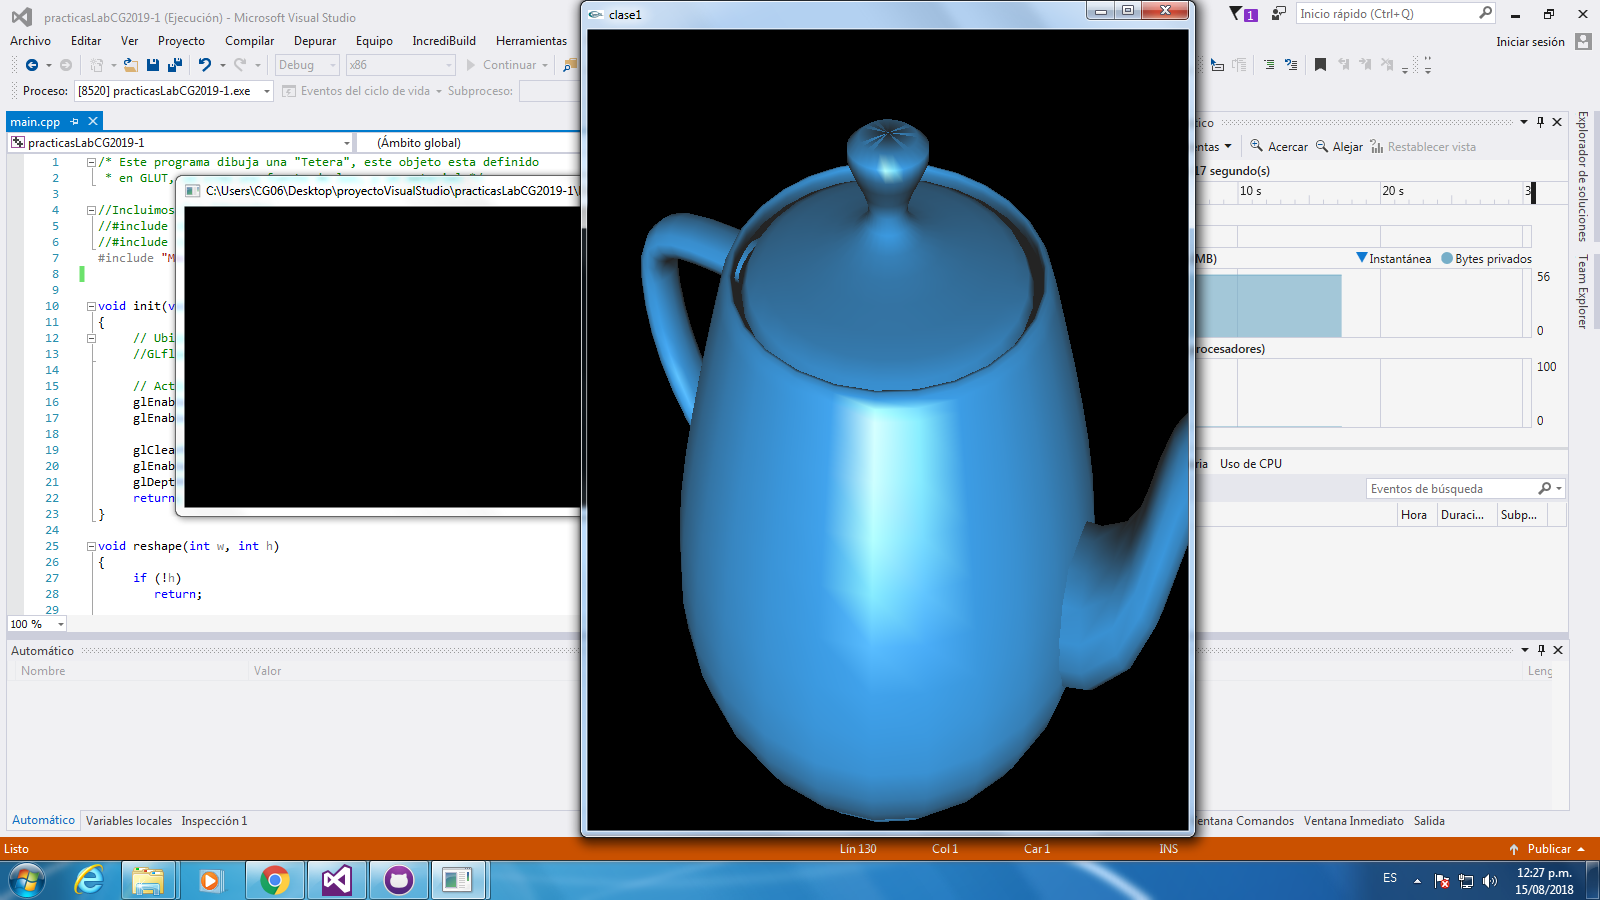 practicasLabCG2019-1 (Ejecución) - Microsoft Visual Studio
clase1
1
Inicio rápido (Ctrl+Q)
Archivo Editar Ver Proyecto Compilar Depurar Equipo IncrediBuild Herramientas
Iniciar sesión
Debug x86 Continuar
Proceso: [8520] practicasLabCG2019-1.exe Eventos del ciclo de vida Subproceso:
main.cpp
practicasLabCG2019-1 (Ámbito global)
1 /* Este programa dibuja una "Tetera", este objeto esta definido
2 * en GLUT,
3
4 //Incluimos
5 //#include
6 //#include
7 #include "M
8
9
10 void init(v
11 {
12 // Ubi
13 //GLfl
14
15 // Act
16 glEnab
17 glEnab
18
19 glClea
20 glEnab
21 glDept
22 return
23 }
24
25 void reshape(int w, int h)
26 {
27 if (!h)
28 return;
29
100 %
C:\Users\CG06\Desktop\proyectoVisualStudio\practicasLabCG2019-1\
ico
entas Acercar Alejar Restablecer vista
17 segundo(s)
10 s 20 s 3
MB) Instantánea Bytes privados
56
0
rocesadores)
100
0
ria Uso de CPU
Eventos de búsqueda
Hora Duraci... Subp...
Explorador de soluciones
Team Explorer
Automático
Nombre Valor
Leng
Automático Variables locales Inspección 1
entana Comandos Ventana Inmediato Salida
Listo Lín 130 Col 1 Car 1 INS Publicar
ES
12:27 p.m.
15/08/2018